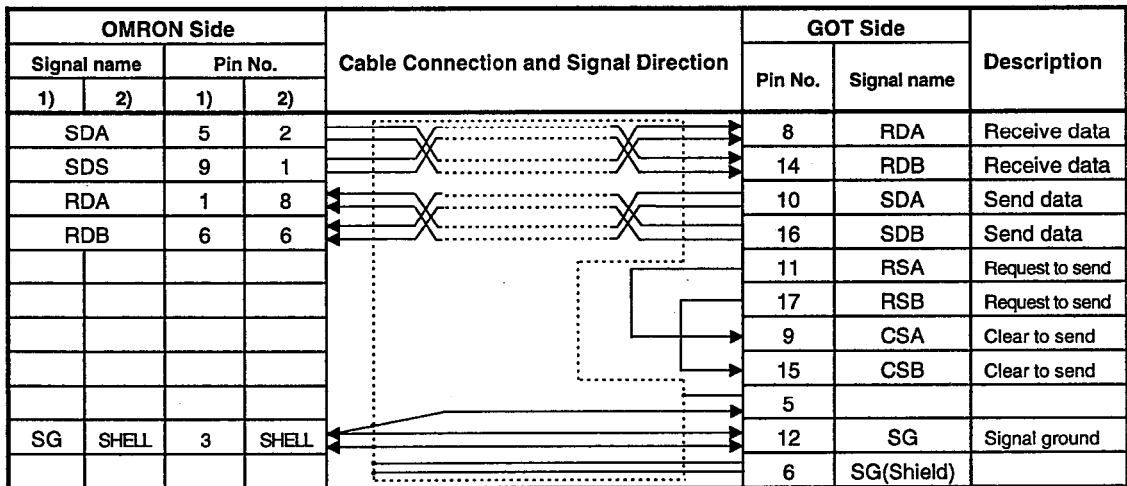 OMRON Side Cable Connection and Signal Direction GOT Side Description
Signal name Pin No. Pin No. Signal name
1) 2) 1) 2)
SDA 5 2 8 RDA Receive data
SDS 9 1 14 RDB Receive data
RDA 1 8 10 SDA Send data
RDB 6 6 16 SDB Send data
11 RSA Request to send
17 RSB Request to send
9 CSA Clear to send
15 CSB Clear to send
5
SG SHELL 3 SHELL 12 SG Signal ground
6 SG(Shield)